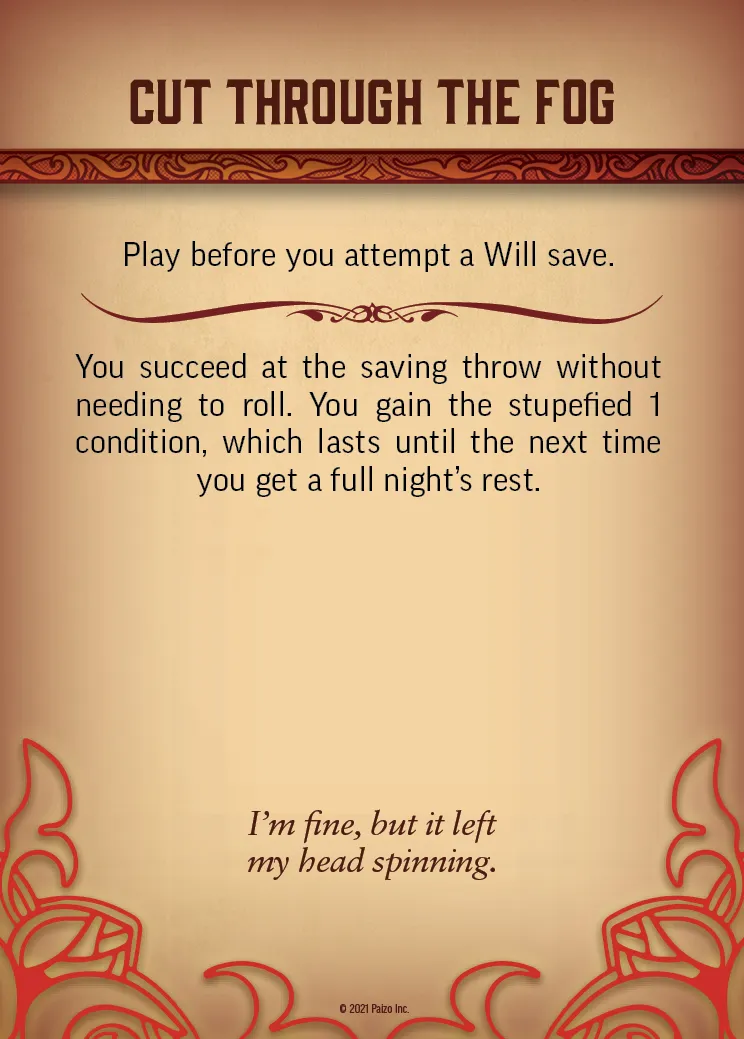 CUT THROUGH THE FOG
Play before you attempt a Will save.
You succeed at the saving throw without
needing to roll. You gain the stupefied 1
condition, which lasts until the next time
you get a full night’s rest.
I’m fine, but it left
my head spinning.
© 2021 Paizo Inc.